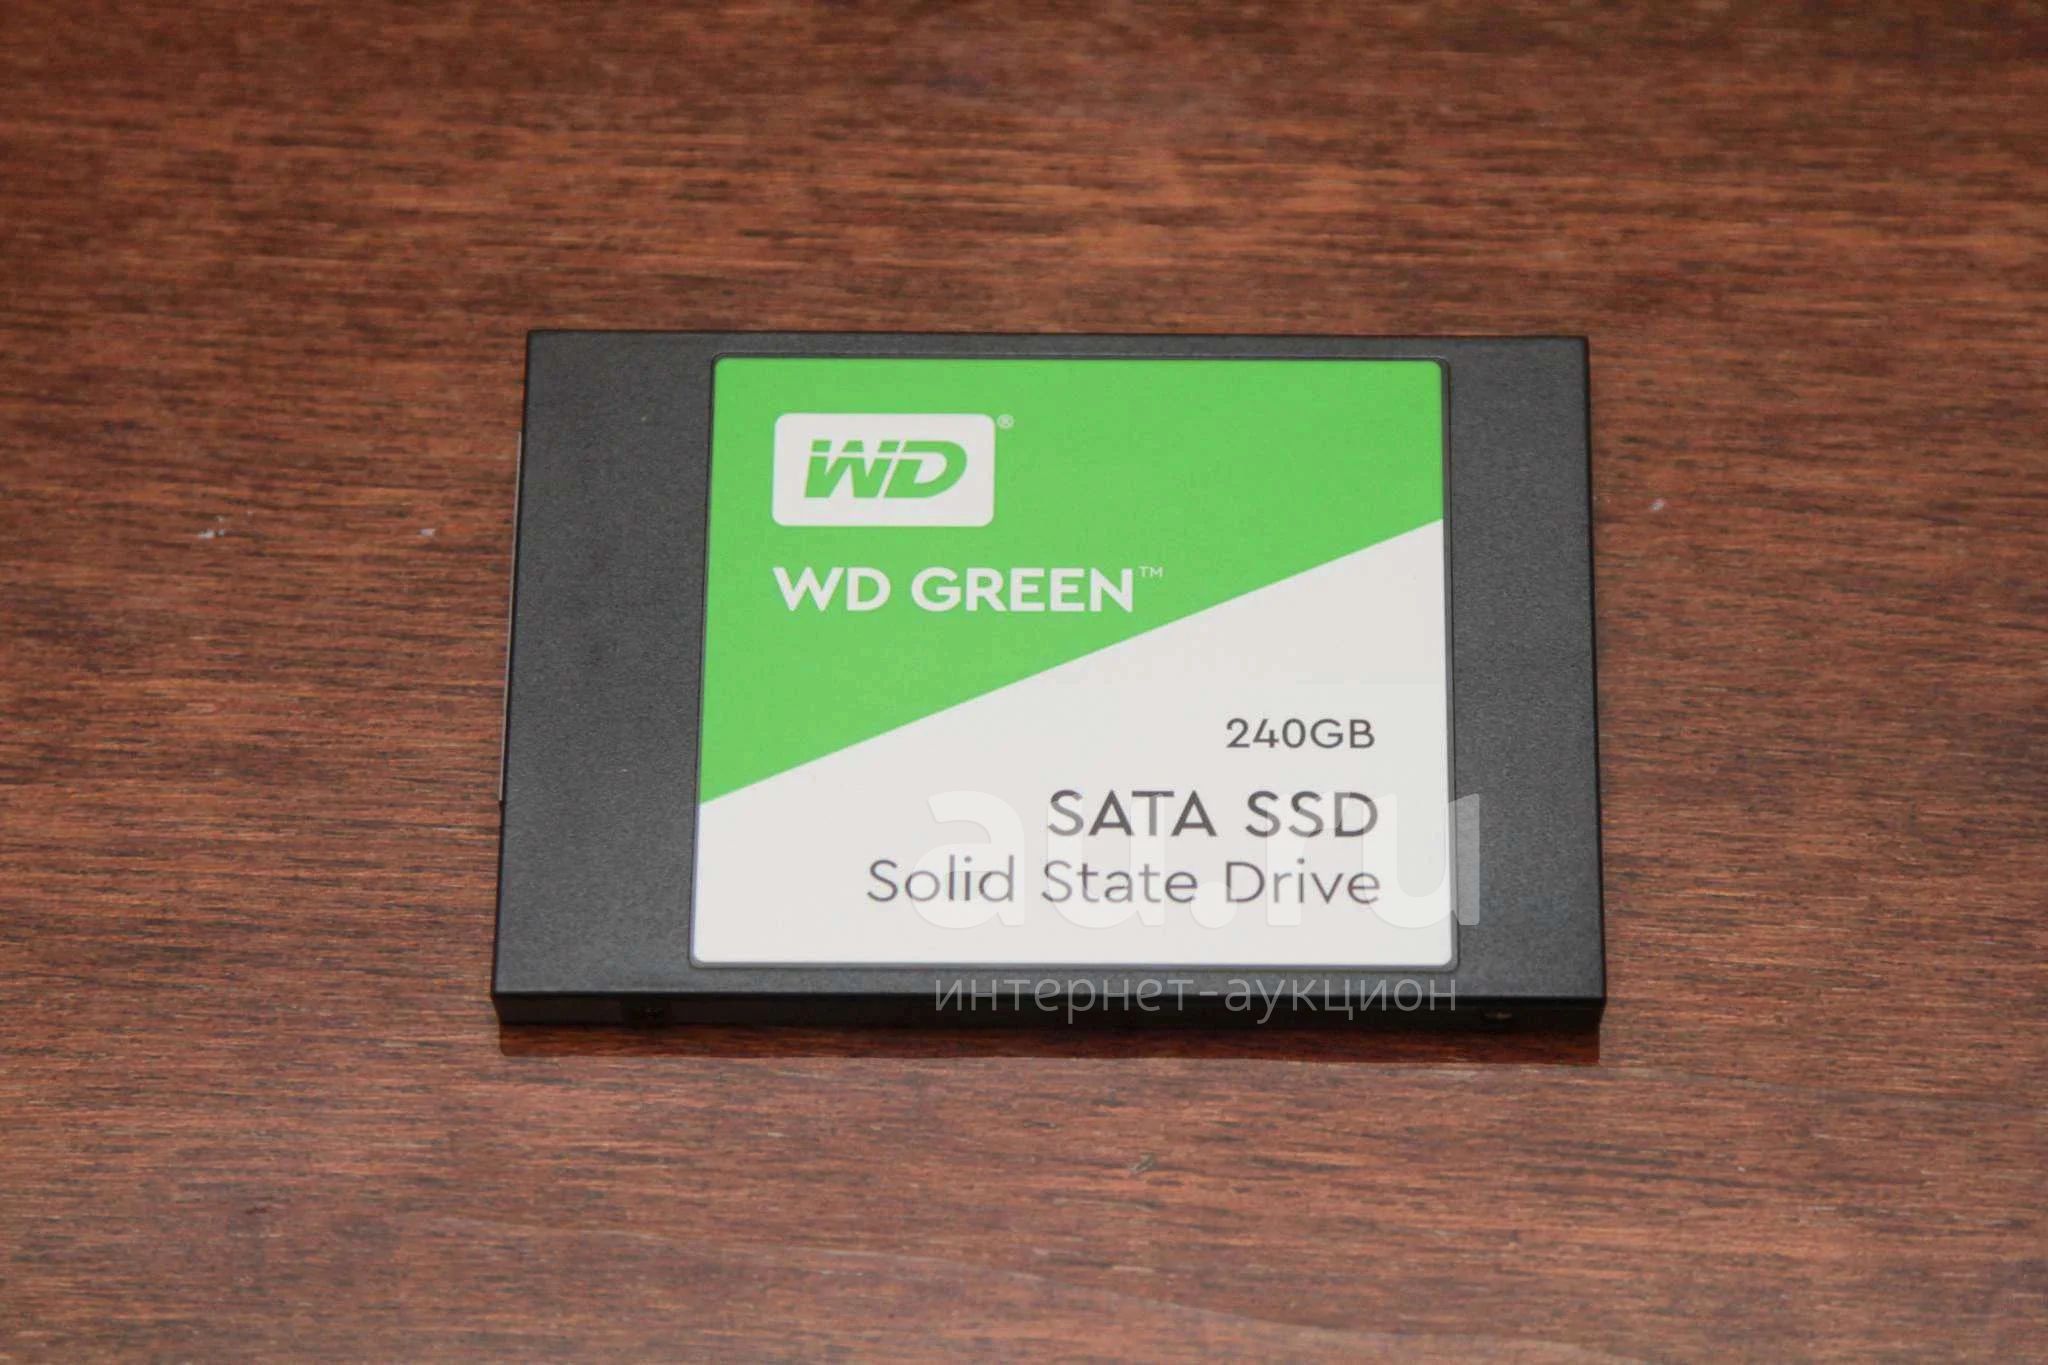 WD®
WD GREEN™
240GB
SATA SSD
Solid State Drive
au.ru
интернет-аукцион